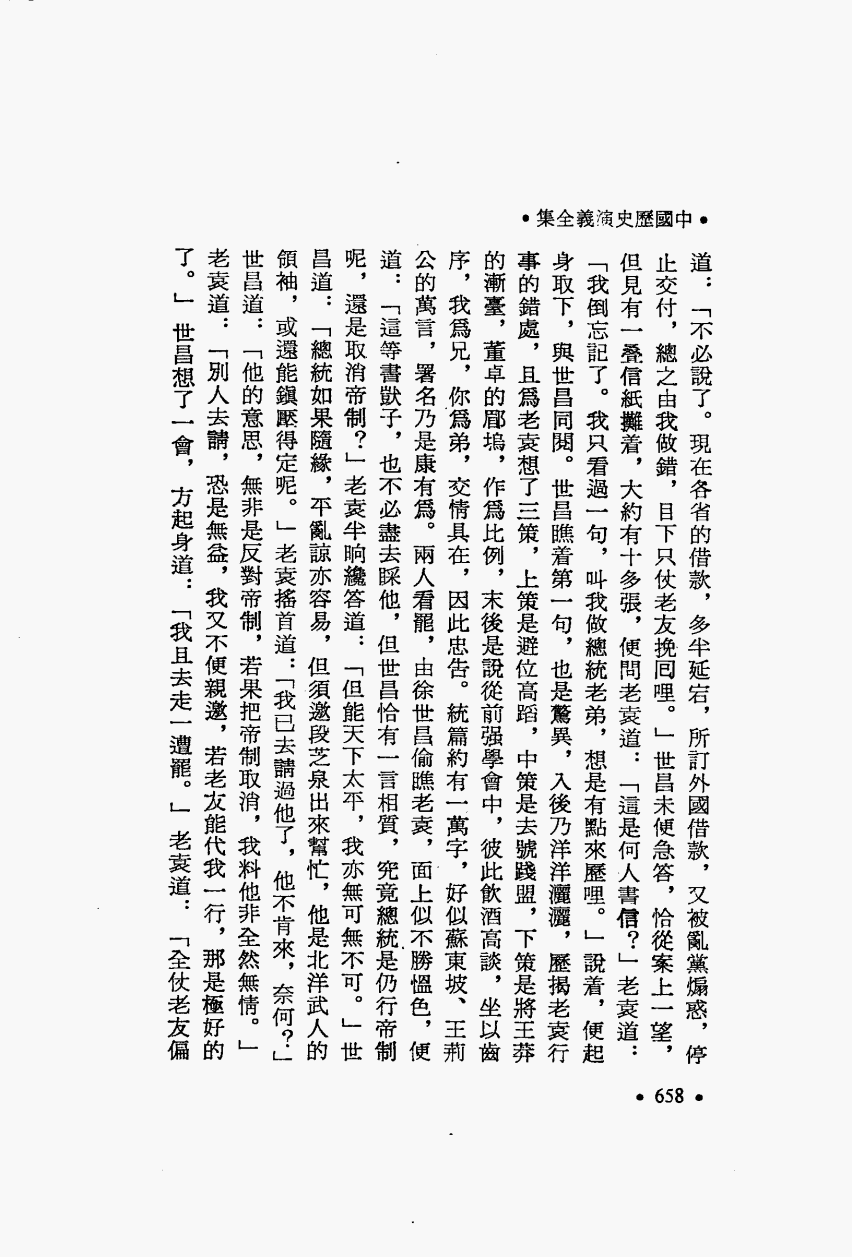 •中國歷史演義全集•
道：「不必說了。現在各省的借款，多半延宕，所訂外國借款，又被亂黨煽惑，停
止交付，總之由我做錯，目下只仗老友挽囘哩。」世昌未便急答，恰從案上一望，
但見有一疊信紙攤着，大約有十多張，便問老袁道：「這是何人書信？」老袁道：
「我倒忘記了。我只看過一句，叫我做總統老弟，想是有點來歷哩。」說着，便起
身取下，與世昌同閱。世昌瞧着第一句，也是驚異，入後乃洋洋灑灑，歷揭老袁行
事的錯處，且爲老袁想了三策，上策是避位高蹈，中策是去號踐盟，下策是將王莽
的漸臺，董卓的郿塢，作爲比例，末後是說從前强學會中，彼此飲酒高談，坐以齒
序，我爲兄，你爲弟，交情具在，因此忠告。統篇約有一萬字，好似蘇東坡、王荊
公的萬言，署名乃是康有爲。兩人看罷，由徐世昌偷瞧老袁，面上似不勝慍色，便
道：「這等書獃子，也不必盡去睬他，但世昌恰有一言相質，究竟總統是仍行帝制
呢，還是取消帝制？」老袁半晌纔答道：「但能天下太平，我亦無可無不可。」世
昌道：「總統如果隨緣，平亂諒亦容易，但須邀段芝泉出來幫忙，他是北洋武人的
領袖，或還能鎭壓得定呢。」老袁搖首道：「我已去請過他了，他不肯來，奈何？」
世昌道：「他的意思，無非是反對帝制，若果把帝制取消，我料他非全然無情。」
老袁道：「別人去請，恐是無益，我又不便親邀，若老友能代我一行，那是極好的
了。」世昌想了一會，方起身道：「我且去走一遭罷。」老袁道：「全仗老友偏
•658•